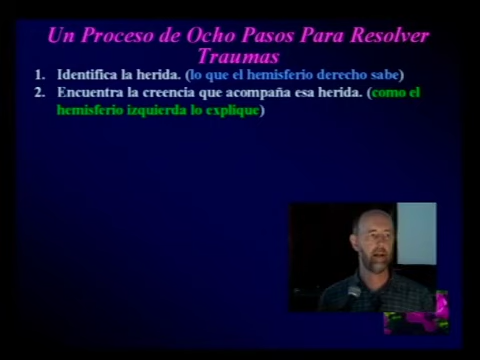 Un Proceso de Ocho Pasos Para Resolver
Traumas
1. Identifica la herida. (lo que el hemisferio derecho sabe)
2. Encuentra la creencia que acompaña esa herida. (como el
hemisferio izquierda lo explique)